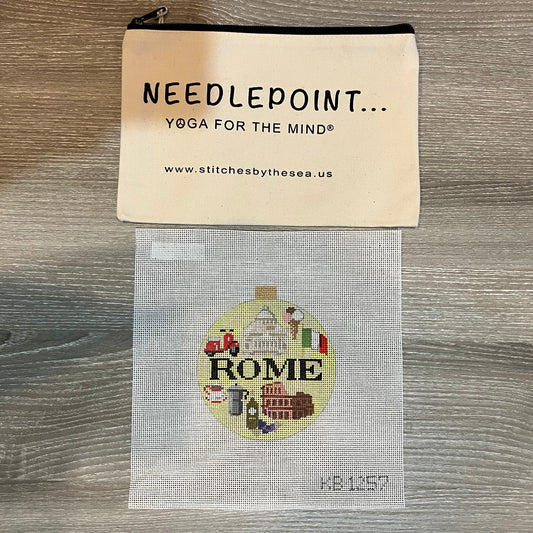 NEEDLEPOINT...
YOGA FOR THE MIND®
www.stitchesbythesea.us
ROME
KB1257